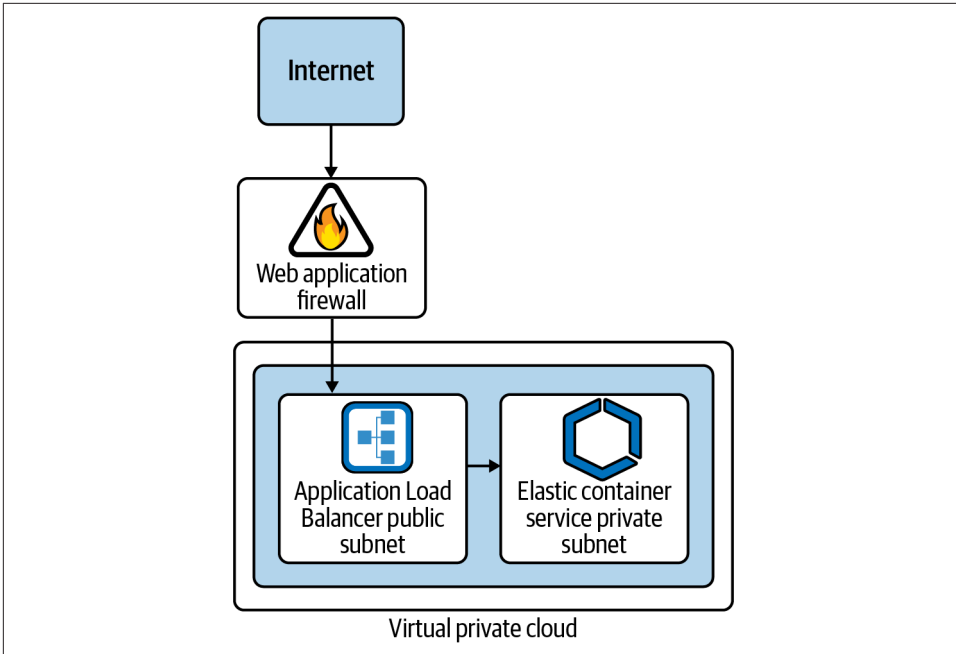 Internet
Web application
firewall
Application Load
Balancer public
subnet
Elastic container
service private
subnet
Virtual private cloud